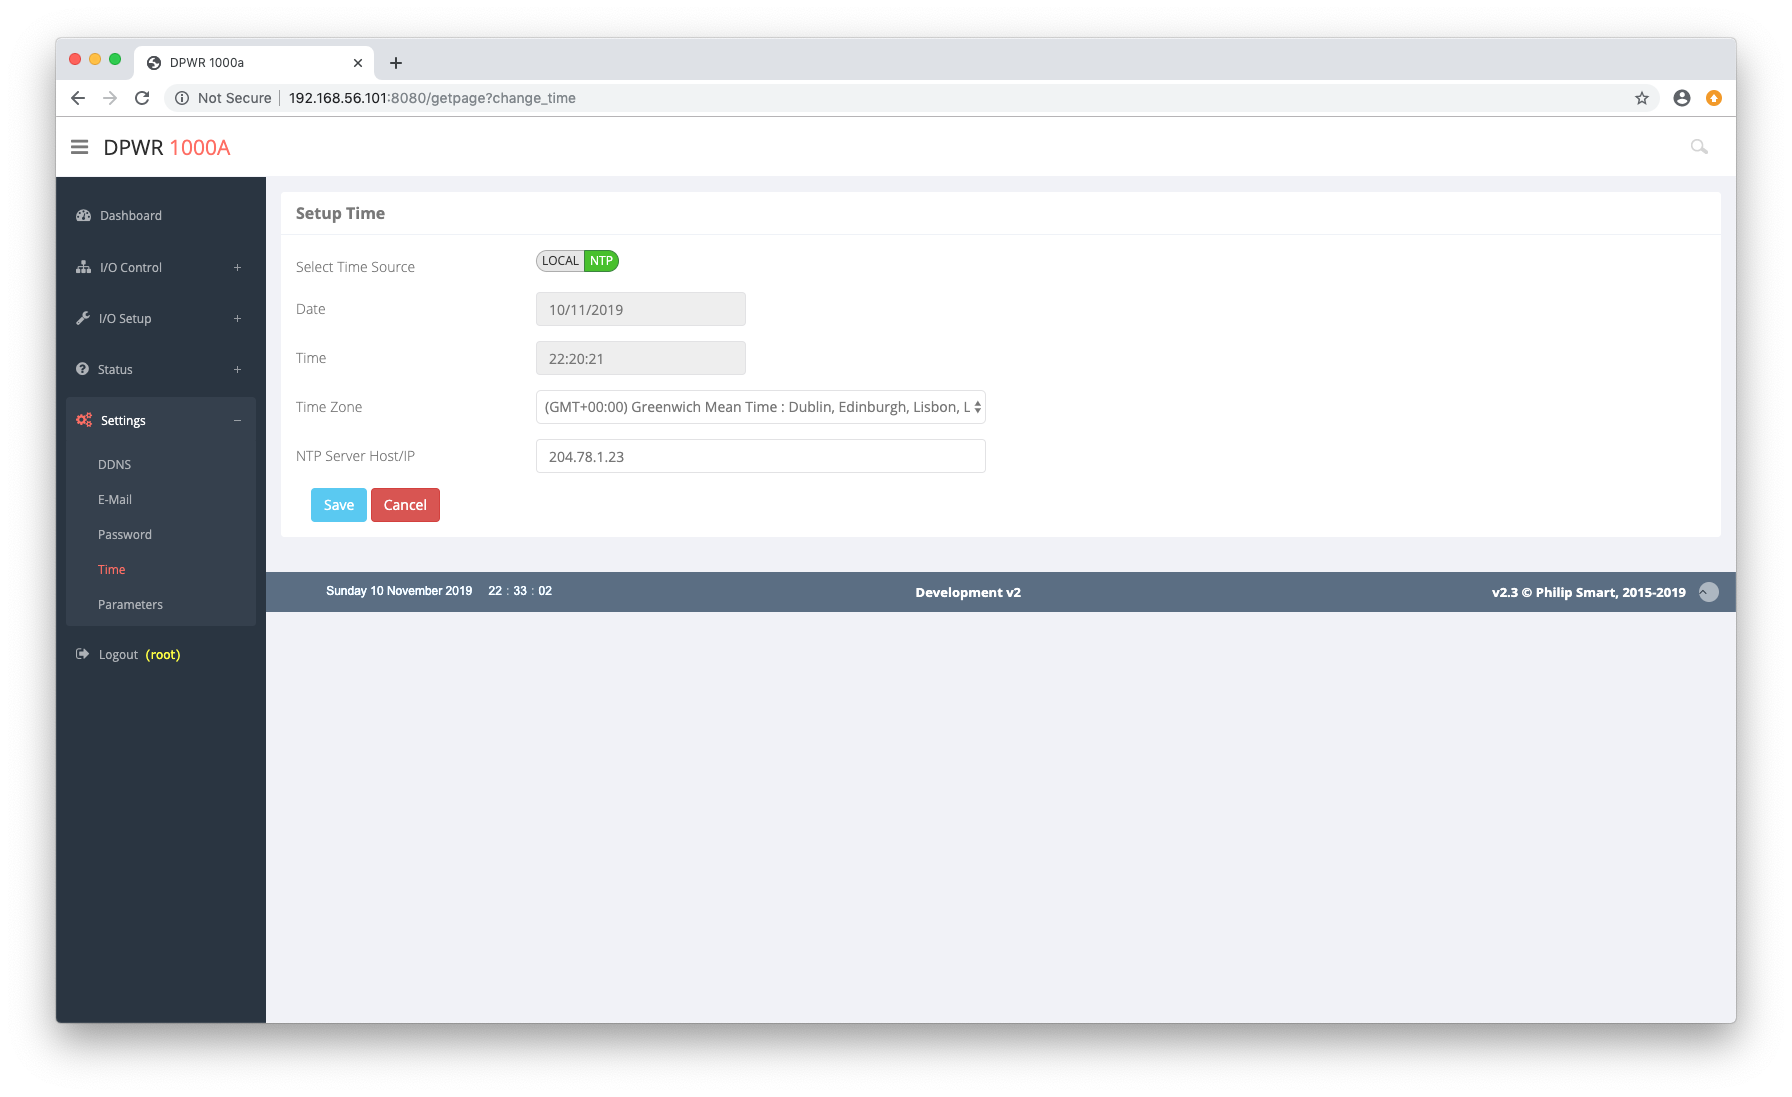 DPWR 1000a
Not Secure
192.168.56.101:8080/getpage?change_time
DPWR 1000A
Dashboard
I/O Control +
I/O Setup +
Status +
Settings −
DDNS
E-Mail
Password
Time
Parameters
Logout (root)
Setup Time
Select Time Source LOCAL NTP
Date 10/11/2019
Time 22:20:21
Time Zone (GMT+00:00) Greenwich Mean Time : Dublin, Edinburgh, Lisbon, L
NTP Server Host/IP 204.78.1.23
Save Cancel
Sunday 10 November 2019 22 : 33 : 02
Development v2
v2.3 © Philip Smart, 2015-2019